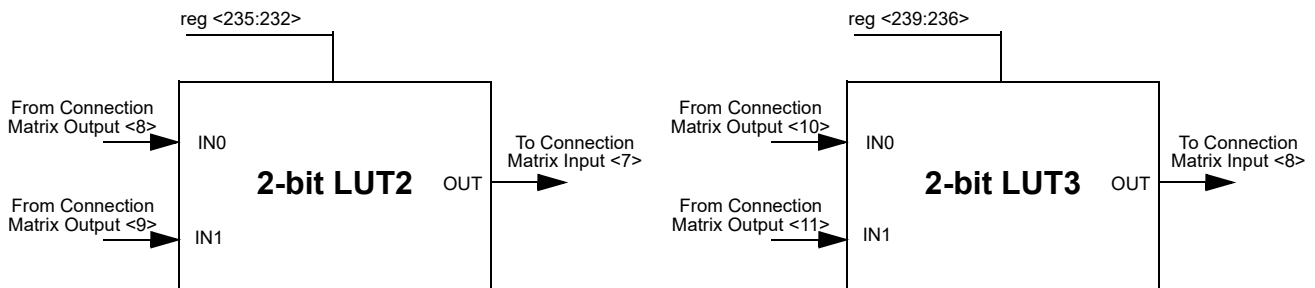 reg <235:232>
From Connection
Matrix Output <8>
IN0
2-bit LUT2
OUT
To Connection
Matrix Input <7>
From Connection
Matrix Output <9>
IN1
reg <239:236>
From Connection
Matrix Output <10>
IN0
2-bit LUT3
OUT
To Connection
Matrix Input <8>
From Connection
Matrix Output <11>
IN1